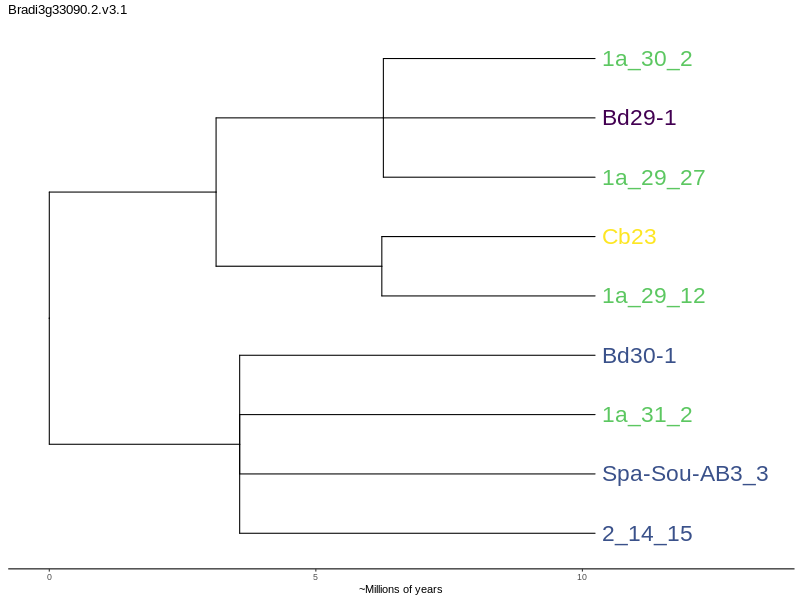 Bradi3g33090.2.v3.1
1a_30_2
Bd29-1
1a_29_27
Cb23
1a_29_12
Bd30-1
1a_31_2
Spa-Sou-AB3_3
2_14_15
0 5 10
~Millions of years